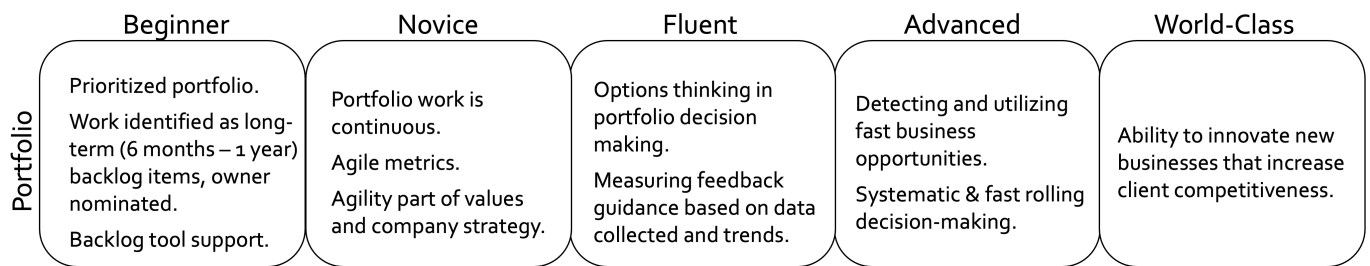 Beginner
Novice
Fluent
Advanced
World-Class
Portfolio
Prioritized portfolio.
Work identified as long-
term (6 months – 1 year)
backlog items, owner
nominated.
Backlog tool support.
Portfolio work is
continuous.
Agile metrics.
Agility part of values
and company strategy.
Options thinking in
portfolio decision
making.
Measuring feedback
guidance based on data
collected and trends.
Detecting and utilizing
fast business
opportunities.
Systematic & fast rolling
decision-making.
Ability to innovate new
businesses that increase
client competitiveness.